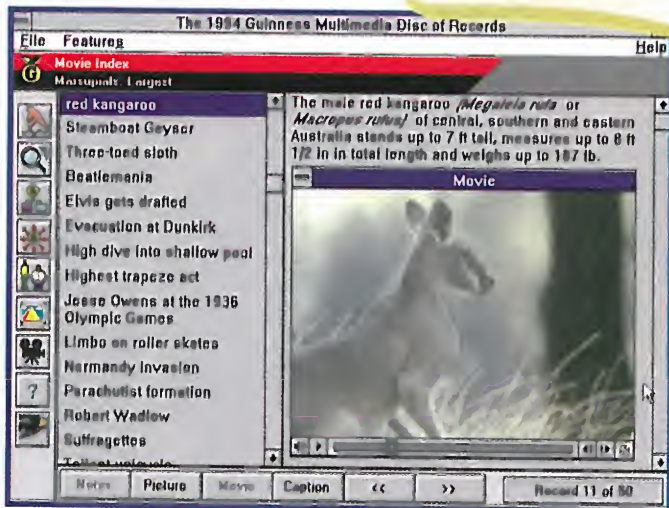 The 1994 Guinness Multimedia Disc of Records
File Features Help
Movie Index
Marsupials, Largest
red kangaroo
Steamboat Geyser
Three-toed sloth
Beatlemania
Elvis gets drafted
Evacuation at Dunkirk
High dive into shallow pool
Highest trapeze act
Jesse Owens at the 1936
Olympic Games
Limbo on roller skates
Normandy Invasion
Parachutist formation
Robert Wadlow
Suffragettes
The male red kangaroo (Megaleia rufa or
Macropus rufus) of central, southern and eastern
Australia stands up to 7 ft tall, measures up to 8 ft
1/2 in in total length and weighs up to 187 lb.
Movie
?
Notes Picture Movie Caption << >> Record 11 of 50